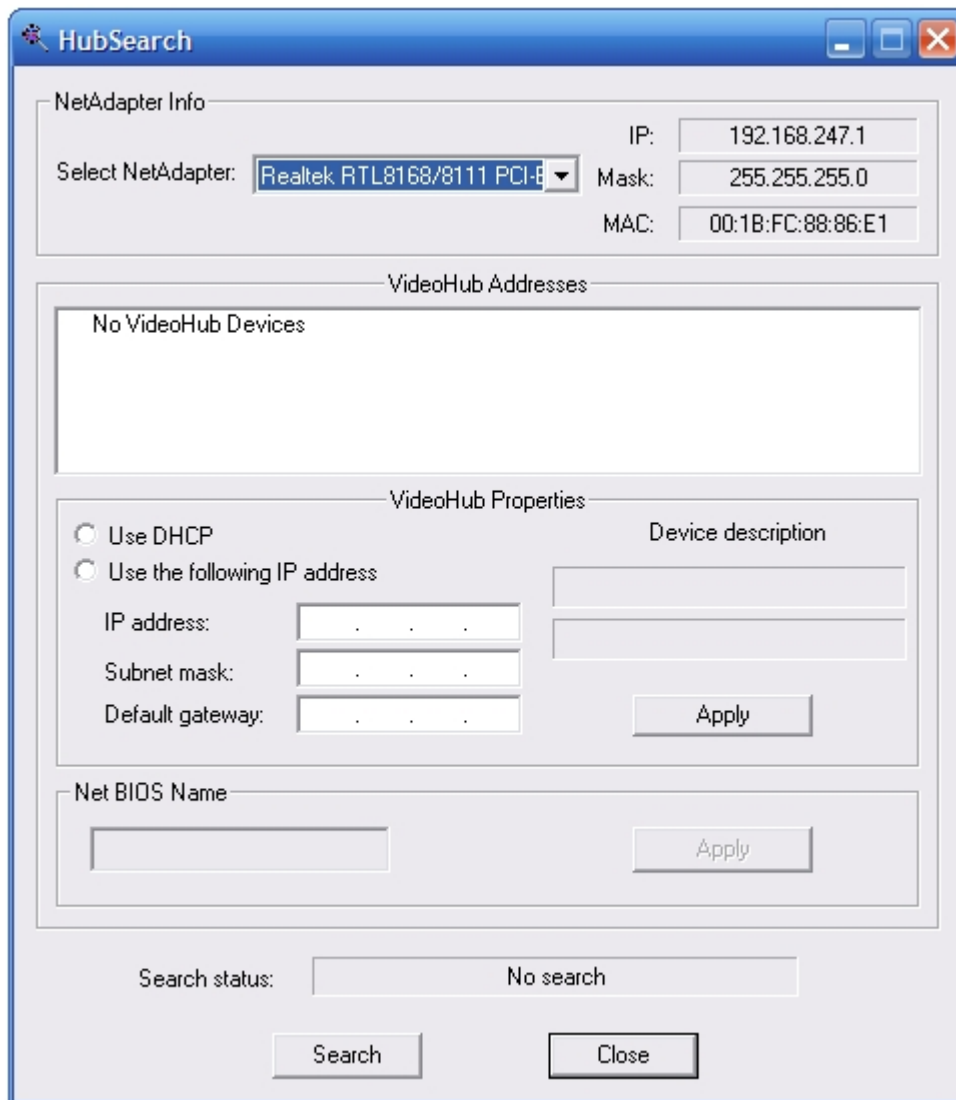 HubSearch
NetAdapter Info
Select NetAdapter:
Realtek RTL8168/8111 PCI-E
IP:
192.168.247.1
Mask:
255.255.255.0
MAC:
00:1B:FC:88:86:E1
VideoHub Addresses
No VideoHub Devices
VideoHub Properties
Use DHCP
Use the following IP address
IP address:
. . .
Subnet mask:
. . .
Default gateway:
. . .
Device description
Apply
Net BIOS Name
Apply
Search status:
No search
Search
Close